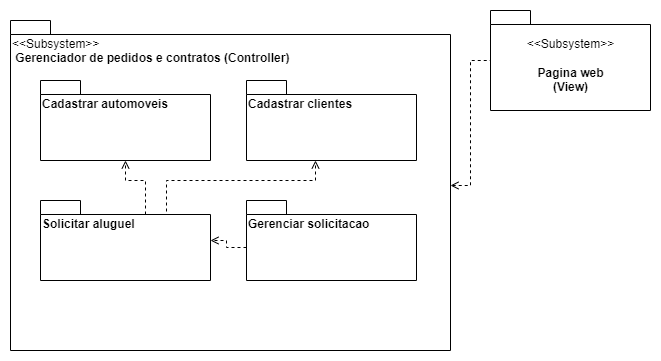 <<Subsystem>>
Gerenciador de pedidos e contratos (Controller)
Cadastrar automoveis
Cadastrar clientes
Solicitar aluguel
Gerenciar solicitacao
<<Subsystem>>
Pagina web
(View)